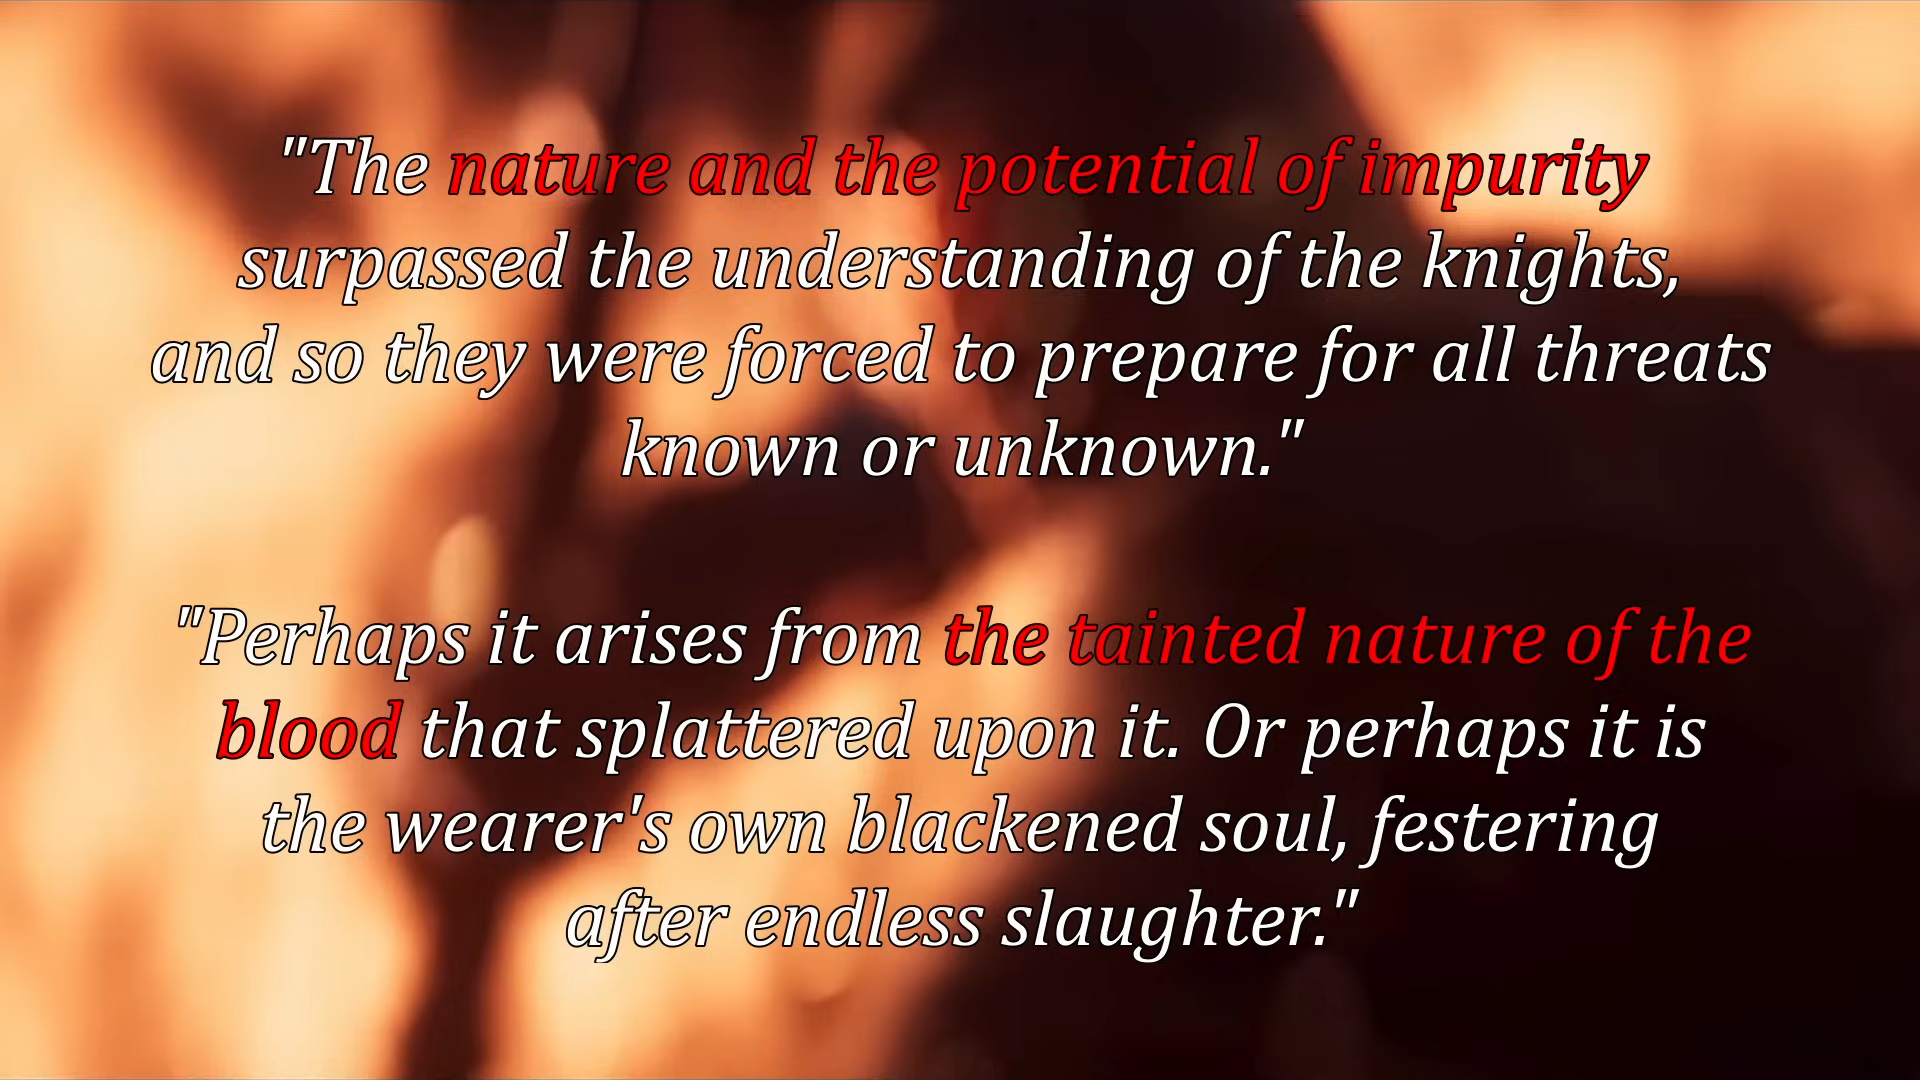 "The nature and the potential of impurity
surpassed the understanding of the knights,
and so they were forced to prepare for all threats
known or unknown."
"Perhaps it arises from the tainted nature of the
blood that splattered upon it. Or perhaps it is
the wearer's own blackened soul, festering
after endless slaughter."